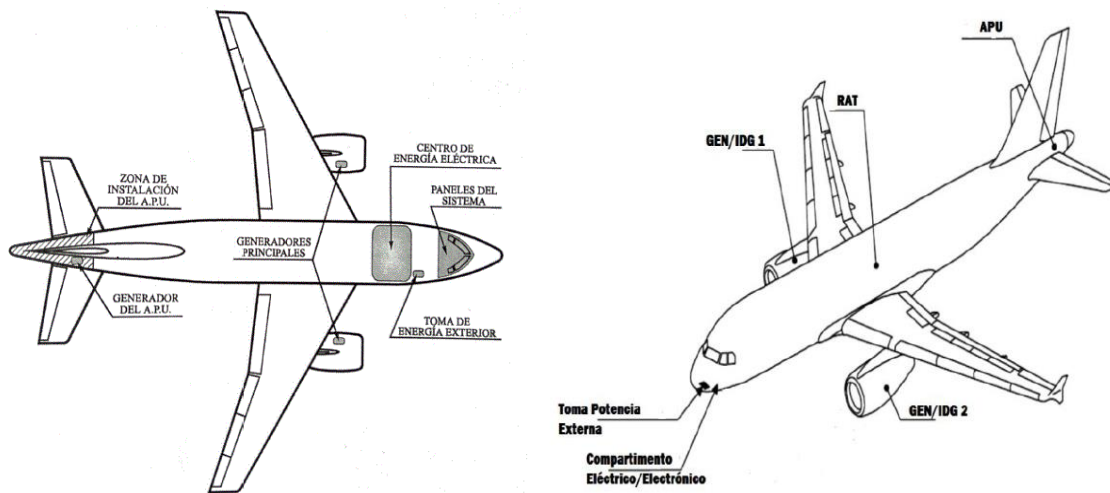 CENTRO DE
ENERGÍA ELÉCTRICA
PANELES DEL
SISTEMA
ZONA DE
INSTALACIÓN
DEL A.P.U.
GENERADORES
PRINCIPALES
GENERADOR
DEL A.P.U.
TOMA DE
ENERGÍA EXTERIOR
APU
RAT
GEN/IDG 1
GEN/IDG 2
Toma Potencia
Externa
Compartimento
Eléctrico/Electrónico